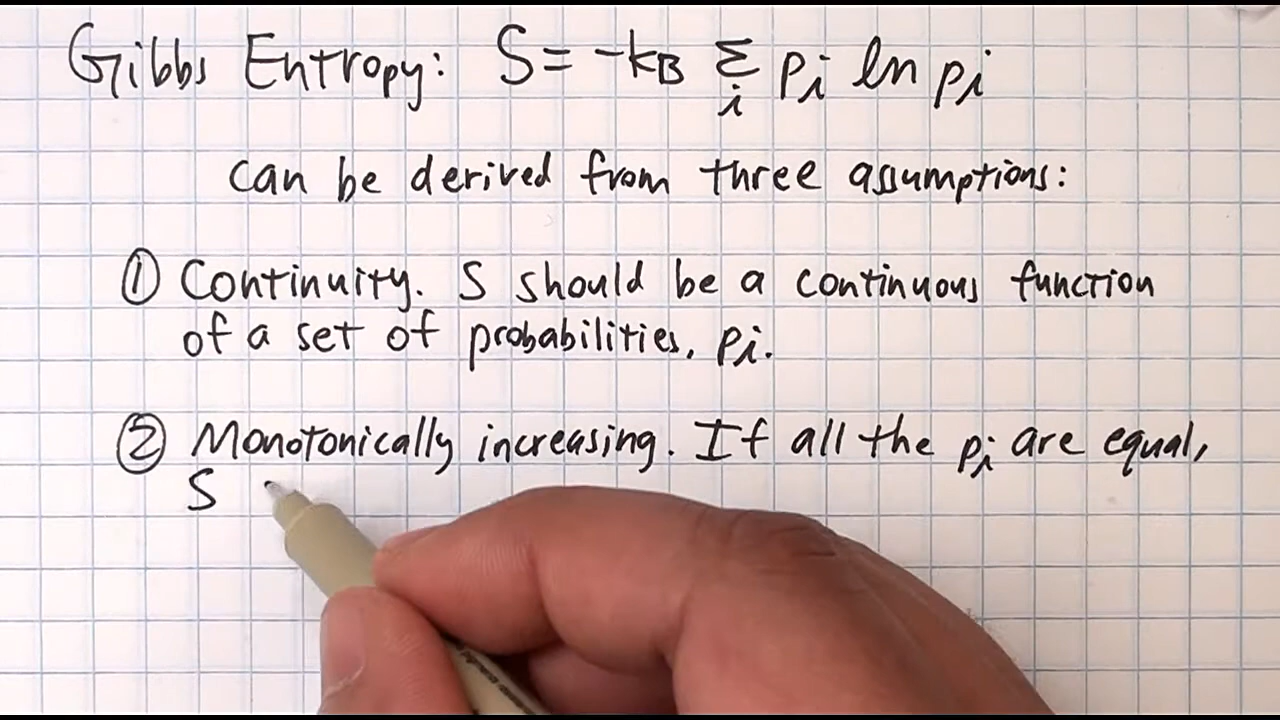 Gibbs Entropy: S = -kB Σi pi ln pi
can be derived from three assumptions:
① Continuity. S should be a continuous function
of a set of probabilities, pi.
② Monotonically increasing. If all the pi are equal,
S